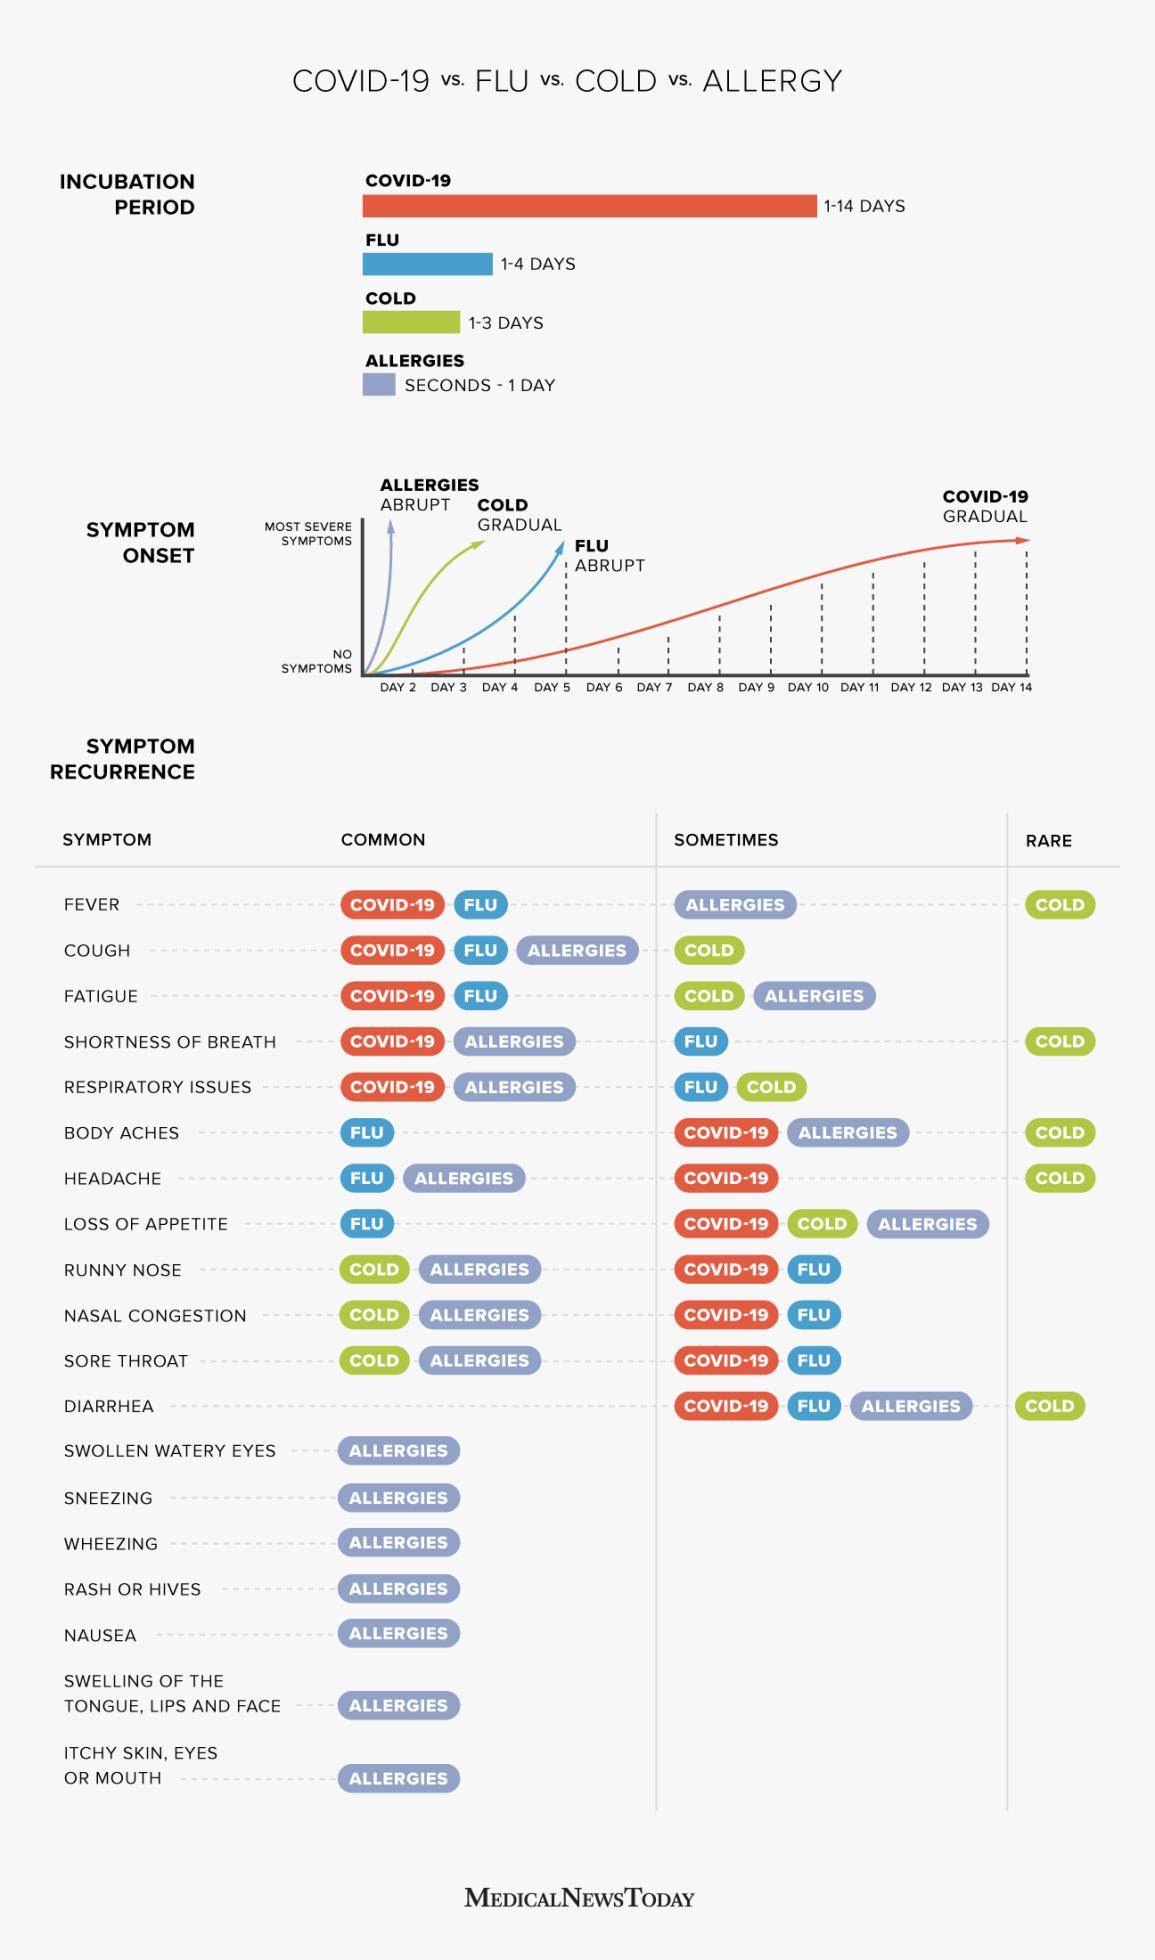 COVID-19 vs. FLU vs. COLD vs. ALLERGY
INCUBATION
PERIOD
COVID-19
1-14 DAYS
FLU
1-4 DAYS
COLD
1-3 DAYS
ALLERGIES
SECONDS - 1 DAY
SYMPTOM
ONSET
MOST SEVERE
SYMPTOMS
NO
SYMPTOMS
ALLERGIES
ABRUPT
COLD
GRADUAL
FLU
ABRUPT
COVID-19
GRADUAL
DAY 2 DAY 3 DAY 4 DAY 5 DAY 6 DAY 7 DAY 8 DAY 9 DAY 10 DAY 11 DAY 12 DAY 13 DAY 14
SYMPTOM
RECURRENCE
SYMPTOM COMMON SOMETIMES RARE
FEVER COVID-19 FLU ALLERGIES COLD
COUGH COVID-19 FLU ALLERGIES COLD
FATIGUE COVID-19 FLU COLD ALLERGIES
SHORTNESS OF BREATH COVID-19 ALLERGIES FLU COLD
RESPIRATORY ISSUES COVID-19 ALLERGIES FLU COLD
BODY ACHES FLU COVID-19 ALLERGIES COLD
HEADACHE FLU ALLERGIES COVID-19 COLD
LOSS OF APPETITE FLU COVID-19 COLD ALLERGIES
RUNNY NOSE COLD ALLERGIES COVID-19 FLU
NASAL CONGESTION COLD ALLERGIES COVID-19 FLU
SORE THROAT COLD ALLERGIES COVID-19 FLU
DIARRHEA COVID-19 FLU ALLERGIES COLD
SWOLLEN WATERY EYES ALLERGIES
SNEEZING ALLERGIES
WHEEZING ALLERGIES
RASH OR HIVES ALLERGIES
NAUSEA ALLERGIES
SWELLING OF THE
TONGUE, LIPS AND FACE ALLERGIES
ITCHY SKIN, EYES
OR MOUTH ALLERGIES
MEDICALNEWSTODAY